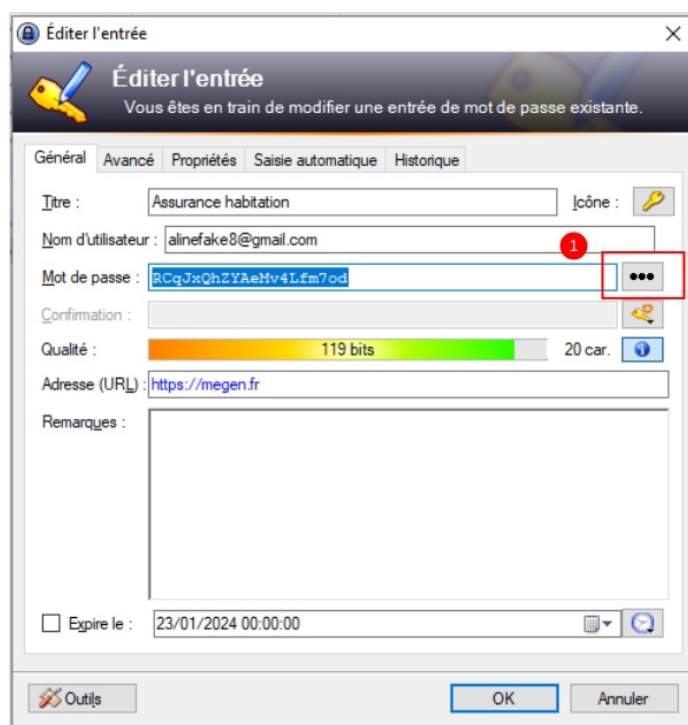 Éditer l'entrée
Éditer l'entrée
Vous êtes en train de modifier une entrée de mot de passe existante.
Général Avancé Propriétés Saisie automatique Historique
Titre : Assurance habitation Icône :
Nom d'utilisateur : alinefake8@gmail.com
1
Mot de passe : RCqJxQhZYAeMv4Lfm7od
Confirmation :
Qualité : 119 bits 20 car.
Adresse (URL) : https://megen.fr
Remarques :
Expire le : 23/01/2024 00:00:00
Outils OK Annuler